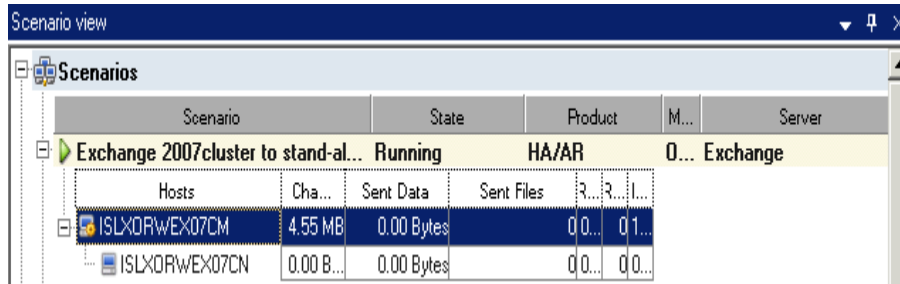 Scenario view
Scenarios
Scenario State Product M... Server
Exchange 2007cluster to stand-al... Running HA/AR O... Exchange
Hosts Cha... Sent Data Sent Files R... R... I...
ISLXORWEX07CM 4.55 MB 0.00 Bytes 0 0... 0 1...
ISLXORWEX07CN 0.00 B... 0.00 Bytes 0 0... 0 0...